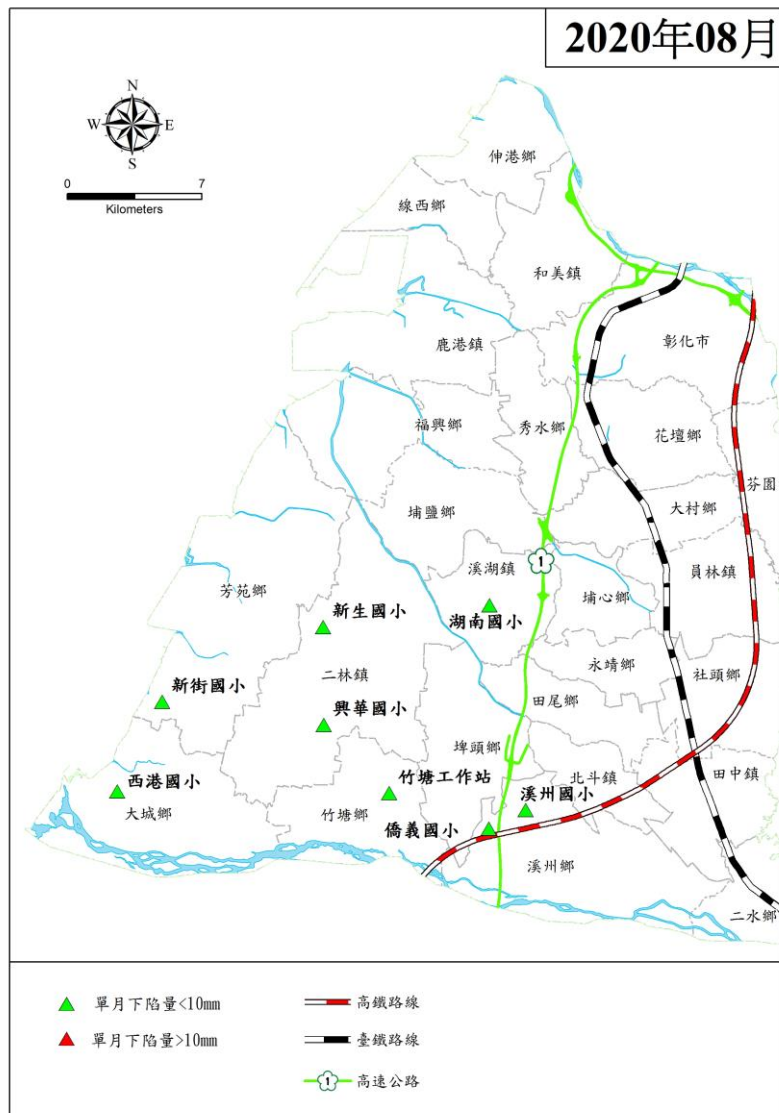 2020年08月
N
W
E
S
0
7
Kilometers
伸港鄉
線西鄉
和美鎮
鹿港鎮
彰化市
福興鄉
秀水鄉
花壇鄉
芬園
埔鹽鄉
大村鄉
溪湖鎮
1
員林鎮
芳苑鄉
埔心鄉
新生國小
湖南國小
永靖鄉
二林鎮
社頭鄉
新街國小
田尾鄉
興華國小
埤頭鄉
西港國小
竹塘工作站
北斗鎮
田中鎮
溪州國小
大城鄉
竹塘鄉
僑義國小
溪州鄉
二水鄉
單月下陷量<10mm
高鐵路線
單月下陷量>10mm
臺鐵路線
1
高速公路